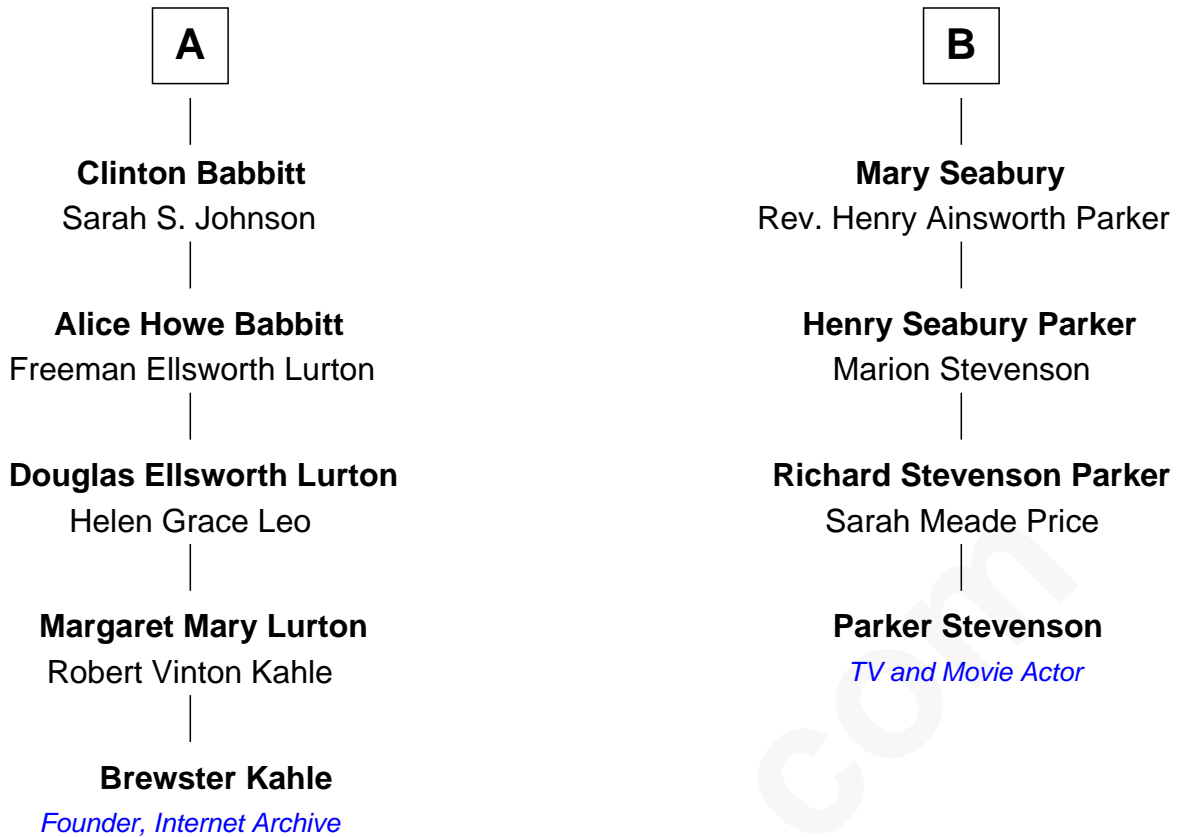 A
Clinton Babbitt
Sarah S. Johnson
Alice Howe Babbitt
Freeman Ellsworth Lurton
Douglas Ellsworth Lurton
Helen Grace Leo
Margaret Mary Lurton
Robert Vinton Kahle
Brewster Kahle
Founder, Internet Archive
B
Mary Seabury
Rev. Henry Ainsworth Parker
Henry Seabury Parker
Marion Stevenson
Richard Stevenson Parker
Sarah Meade Price
Parker Stevenson
TV and Movie Actor
com